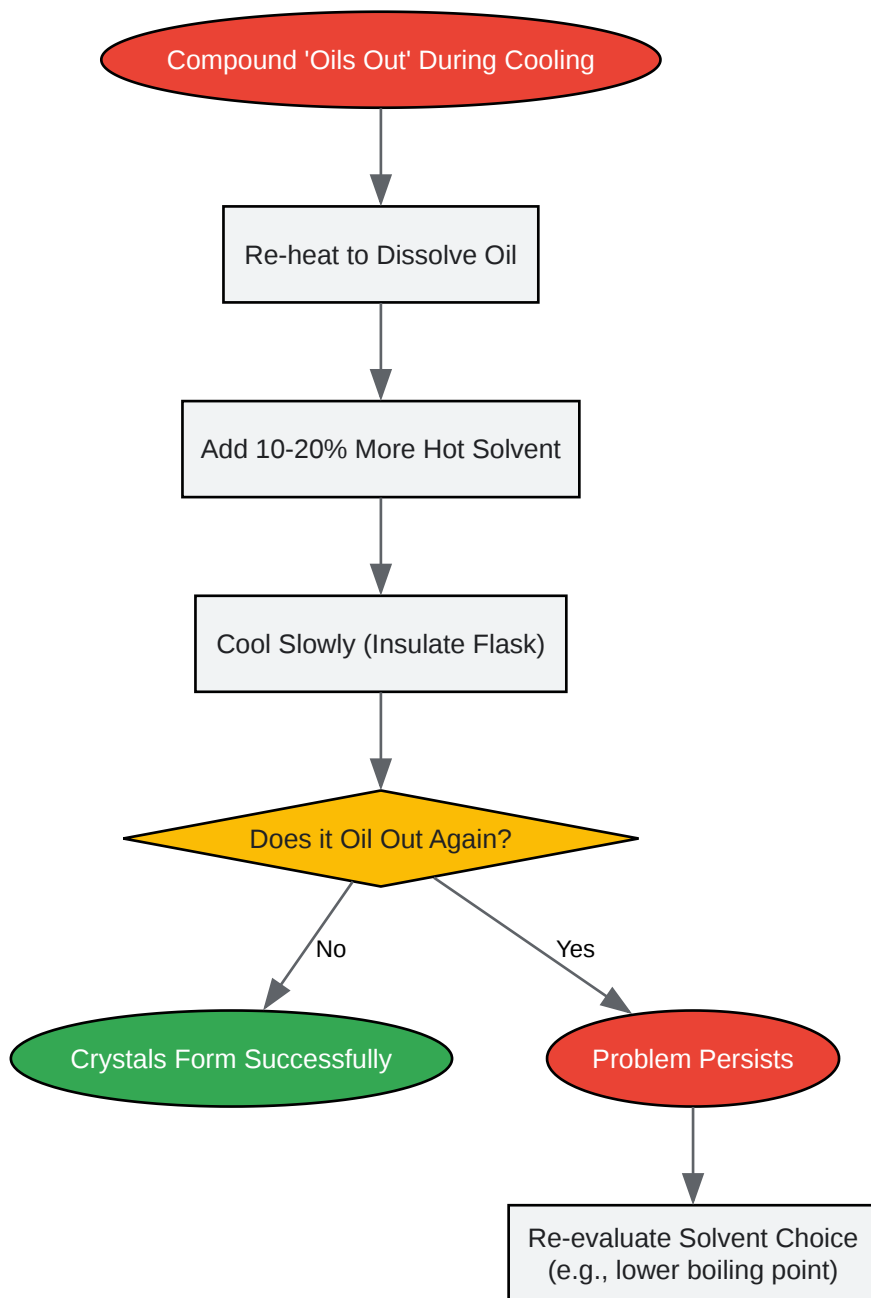 Compound 'Oils Out' During Cooling
Re-heat to Dissolve Oil
Add 10-20% More Hot Solvent
Cool Slowly (Insulate Flask)
Does it Oil Out Again?
No
Yes
Crystals Form Successfully
Problem Persists
Re-evaluate Solvent Choice
(e.g., lower boiling point)